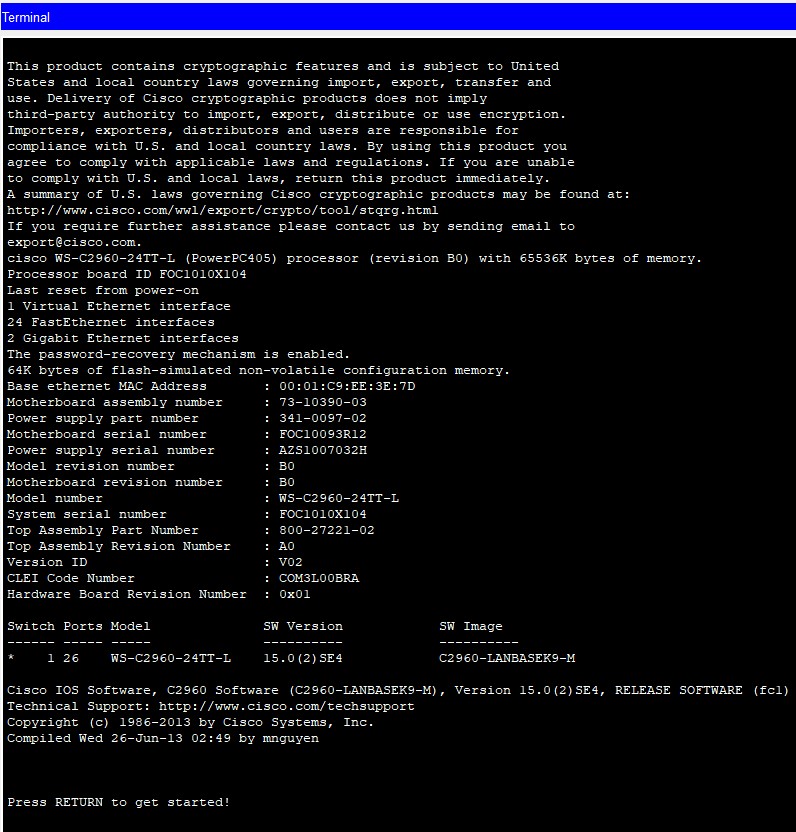 Terminal
This product contains cryptographic features and is subject to United
States and local country laws governing import, export, transfer and
use. Delivery of Cisco cryptographic products does not imply
third-party authority to import, export, distribute or use encryption.
Importers, exporters, distributors and users are responsible for
compliance with U.S. and local country laws. By using this product you
agree to comply with applicable laws and regulations. If you are unable
to comply with U.S. and local laws, return this product immediately.
A summary of U.S. laws governing Cisco cryptographic products may be found at:
http://www.cisco.com/wwl/export/crypto/tool/stqrg.html
If you require further assistance please contact us by sending email to
export@cisco.com.
cisco WS-C2960-24TT-L (PowerPC405) processor (revision B0) with 65536K bytes of memory.
Processor board ID FOC1010X104
Last reset from power-on
1 Virtual Ethernet interface
24 FastEthernet interfaces
2 Gigabit Ethernet interfaces
The password-recovery mechanism is enabled.
64K bytes of flash-simulated non-volatile configuration memory.
Base ethernet MAC Address       : 00:01:C9:EE:3E:7D
Motherboard assembly number     : 73-10390-03
Power supply part number        : 341-0097-02
Motherboard serial number       : FOC10093R12
Power supply serial number      : AZS1007032H
Model revision number           : B0
Motherboard revision number     : B0
Model number                    : WS-C2960-24TT-L
System serial number            : FOC1010X104
Top Assembly Part Number        : 800-27221-02
Top Assembly Revision Number    : A0
Version ID                      : V02
CLEI Code Number                : COM3L00BRA
Hardware Board Revision Number  : 0x01
Switch Ports Model              SW Version            SW Image
------ ----- -----              ----------            ----------
*    1 26    WS-C2960-24TT-L    15.0(2)SE4            C2960-LANBASEK9-M
Cisco IOS Software, C2960 Software (C2960-LANBASEK9-M), Version 15.0(2)SE4, RELEASE SOFTWARE (fc1)
Technical Support: http://www.cisco.com/techsupport
Copyright (c) 1986-2013 by Cisco Systems, Inc.
Compiled Wed 26-Jun-13 02:49 by mnguyen
Press RETURN to get started!